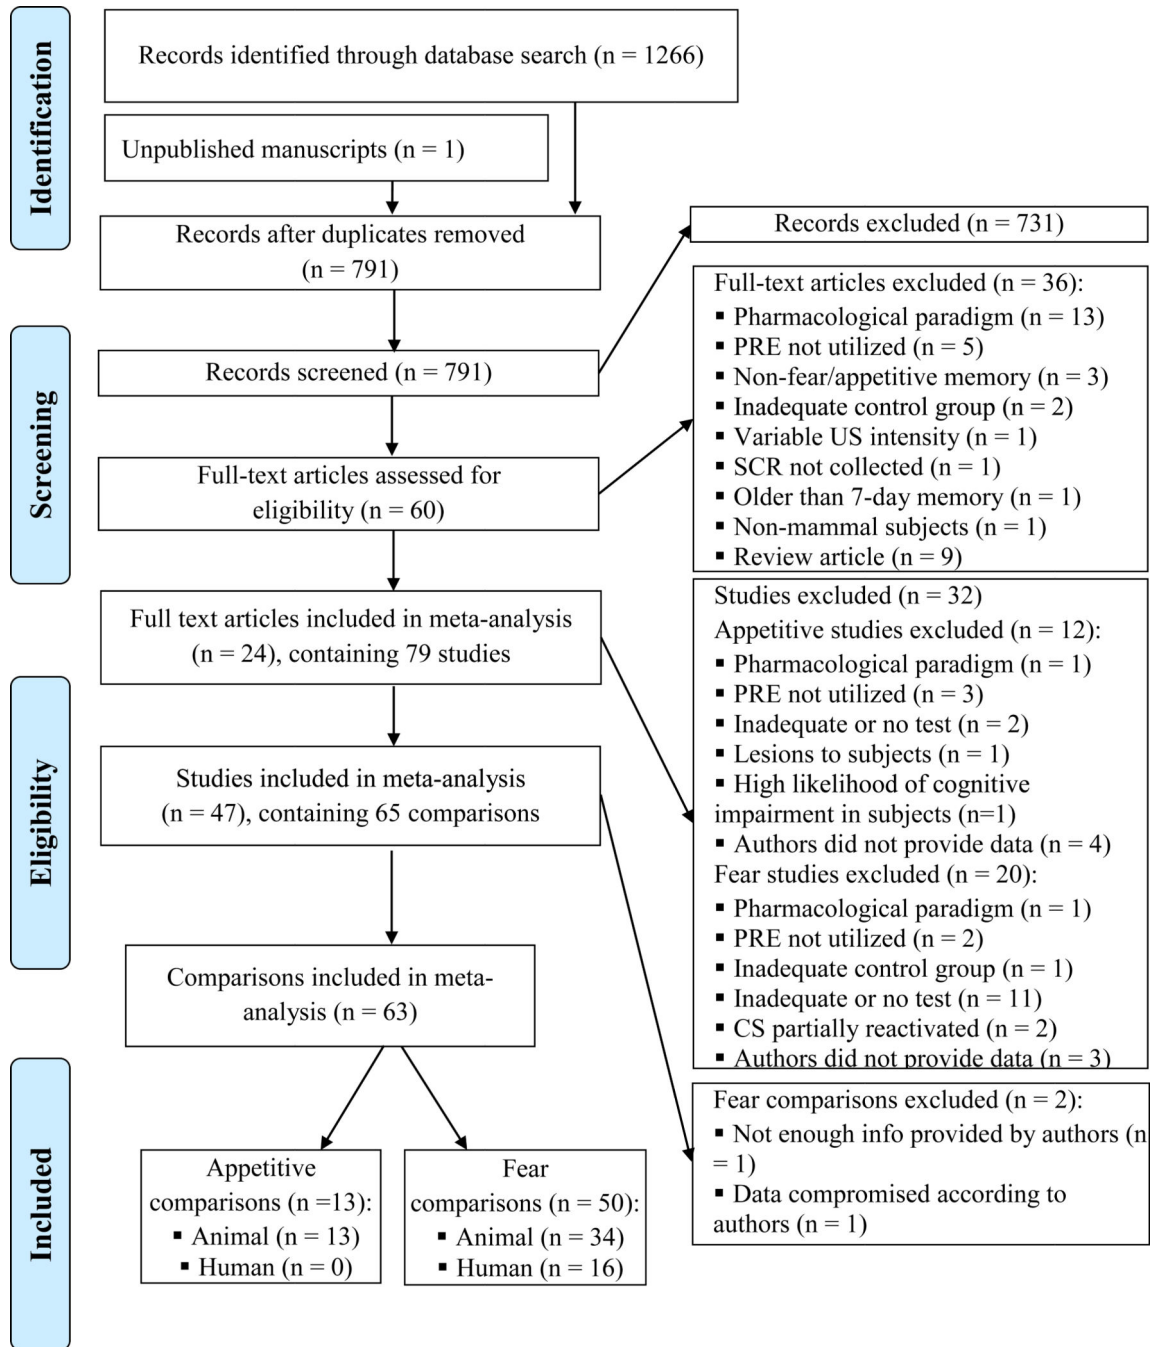 Identification
Records identified through database search (n = 1266)
Unpublished manuscripts (n = 1)
Records after duplicates removed
(n = 791)
Records excluded (n = 731)
Screening
Records screened (n = 791)
Full-text articles assessed for
eligibility (n = 60)
Full-text articles excluded (n = 36):
▪ Pharmacological paradigm (n = 13)
▪ PRE not utilized (n = 5)
▪ Non-fear/appetitive memory (n = 3)
▪ Inadequate control group (n = 2)
▪ Variable US intensity (n = 1)
▪ SCR not collected (n = 1)
▪ Older than 7-day memory (n = 1)
▪ Non-mammal subjects (n = 1)
▪ Review article (n = 9)
Full text articles included in meta-analysis
(n = 24), containing 79 studies
Eligibility
Studies included in meta-analysis
(n = 47), containing 65 comparisons
Studies excluded (n = 32)
Appetitive studies excluded (n = 12):
▪ Pharmacological paradigm (n = 1)
▪ PRE not utilized (n = 3)
▪ Inadequate or no test (n = 2)
▪ Lesions to subjects (n = 1)
▪ High likelihood of cognitive
impairment in subjects (n=1)
▪ Authors did not provide data (n = 4)
Fear studies excluded (n = 20):
▪ Pharmacological paradigm (n = 1)
▪ PRE not utilized (n = 2)
▪ Inadequate control group (n = 1)
▪ Inadequate or no test (n = 11)
▪ CS partially reactivated (n = 2)
▪ Authors did not provide data (n = 3)
Comparisons included in meta-
analysis (n = 63)
Fear comparisons excluded (n = 2):
▪ Not enough info provided by authors (n
= 1)
▪ Data compromised according to
authors (n = 1)
Included
Appetitive
comparisons (n =13):
▪ Animal (n = 13)
▪ Human (n = 0)
Fear
comparisons (n = 50):
▪ Animal (n = 34)
▪ Human (n = 16)